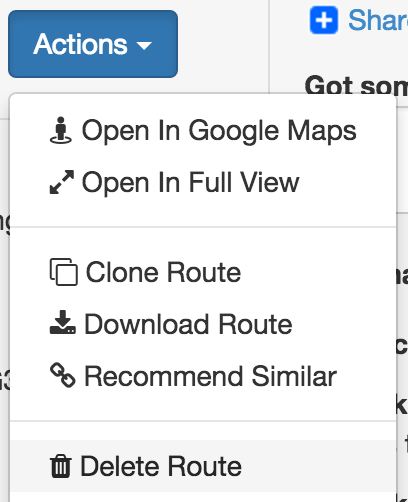 Actions
Share
Got som
Open In Google Maps
Open In Full View
Clone Route
Download Route
Recommend Similar
Delete Route